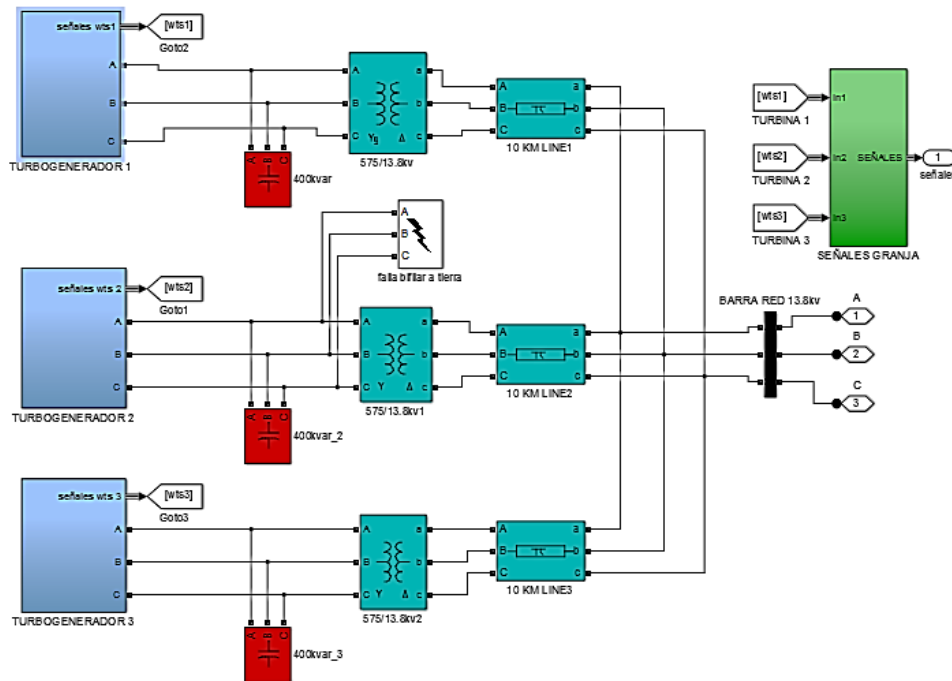 señales wts1
[wts1]
Goto2
A
B
C
TURBOGENERADOR 1
A
B
C
400kvar
A
B
C
a
b
c
Yg
Δ
575/13.8kv
A
B
C
a
b
c
10 KM LINE1
[wts1]
TURBINA 1
[wts2]
TURBINA 2
[wts3]
TURBINA 3
In1
In2
In3
SEÑALES
SEÑALES GRANJA
1
señales
A
B
C
falla bifilar a tierra
señales wts 2
[wts2]
Goto1
A
B
C
TURBOGENERADOR 2
A
B
C
400kvar_2
A
B
C
a
b
c
Y
Δ
575/13.8kv1
A
B
C
a
b
c
10 KM LINE2
BARRA RED 13.8kv
A
1
B
2
C
3
señales wts 3
[wts3]
Goto3
A
B
C
TURBOGENERADOR 3
A
B
C
400kvar_3
A
B
C
a
b
c
Y
Δ
575/13.8kv2
A
B
C
a
b
c
10 KM LINE3